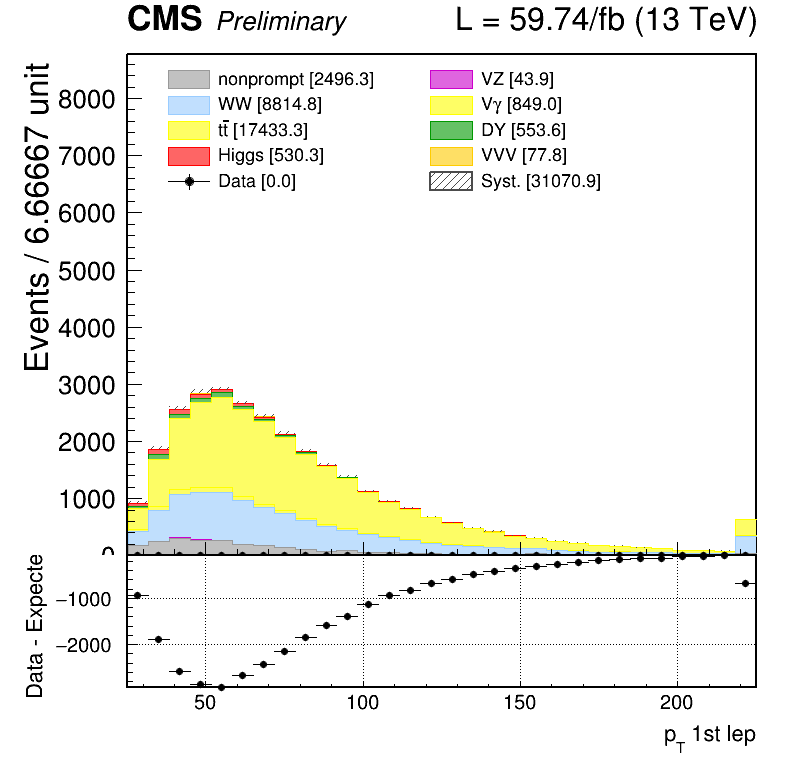 CMS Preliminary L = 59.74/fb (13 TeV)
Events / 6.66667 unit
8000
7000
6000
5000
4000
3000
2000
1000
0
nonprompt [2496.3]
WW [8814.8]
tt̄ [17433.3]
Higgs [530.3]
Data [0.0]
VZ [43.9]
Vγ [849.0]
DY [553.6]
VVV [77.8]
Syst. [31070.9]
Data - Expecte
−1000
−2000
50 100 150 200
p_T 1st lep